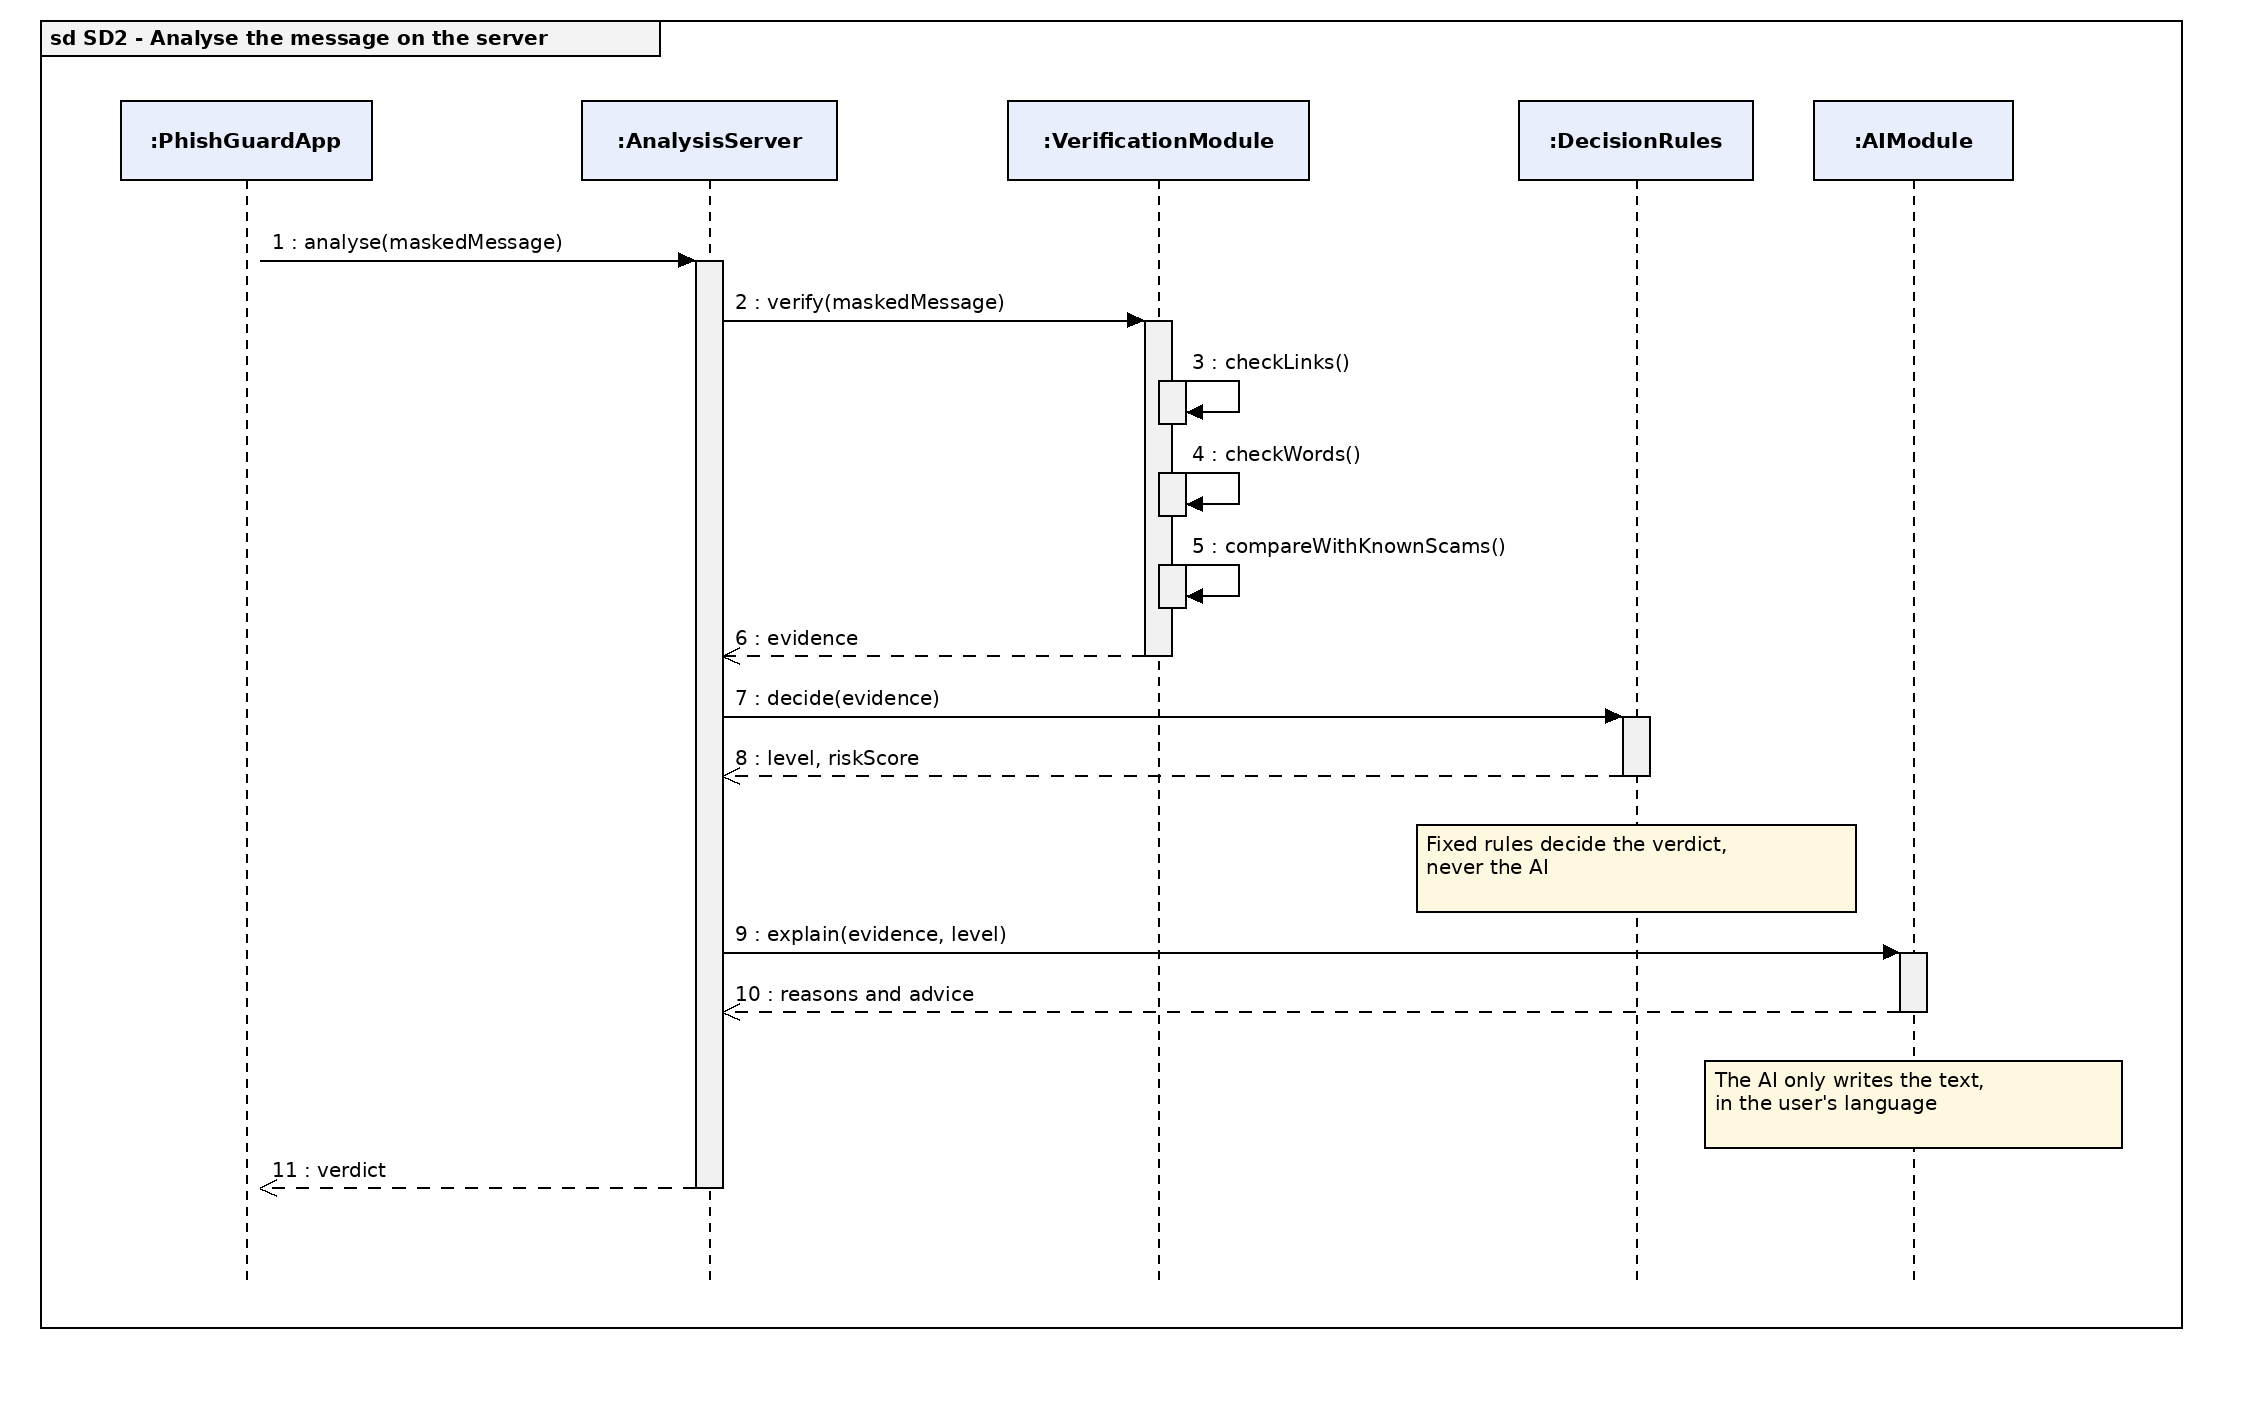 sd SD2 - Analyse the message on the server
:PhishGuardApp
:AnalysisServer
:VerificationModule
:DecisionRules
:AIModule
1 : analyse(maskedMessage)
2 : verify(maskedMessage)
3 : checkLinks()
4 : checkWords()
5 : compareWithKnownScams()
6 : evidence
7 : decide(evidence)
8 : level, riskScore
Fixed rules decide the verdict,
never the AI
9 : explain(evidence, level)
10 : reasons and advice
The AI only writes the text,
in the user's language
11 : verdict